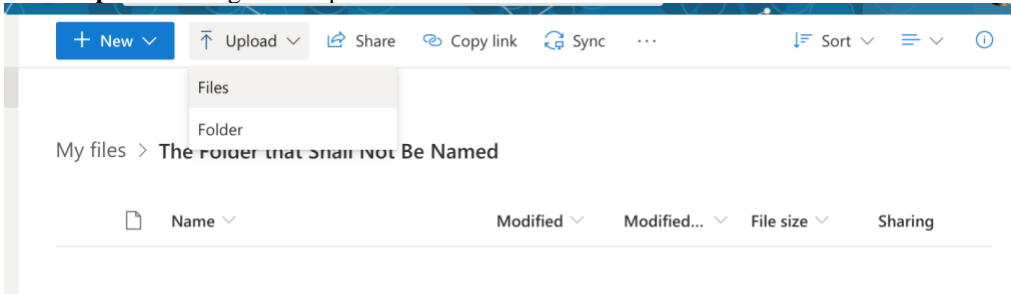 + New Upload Share Copy link Sync ... Sort
Files
Folder
My files > The Folder that Shall Not Be Named
Name Modified Modified... File size Sharing